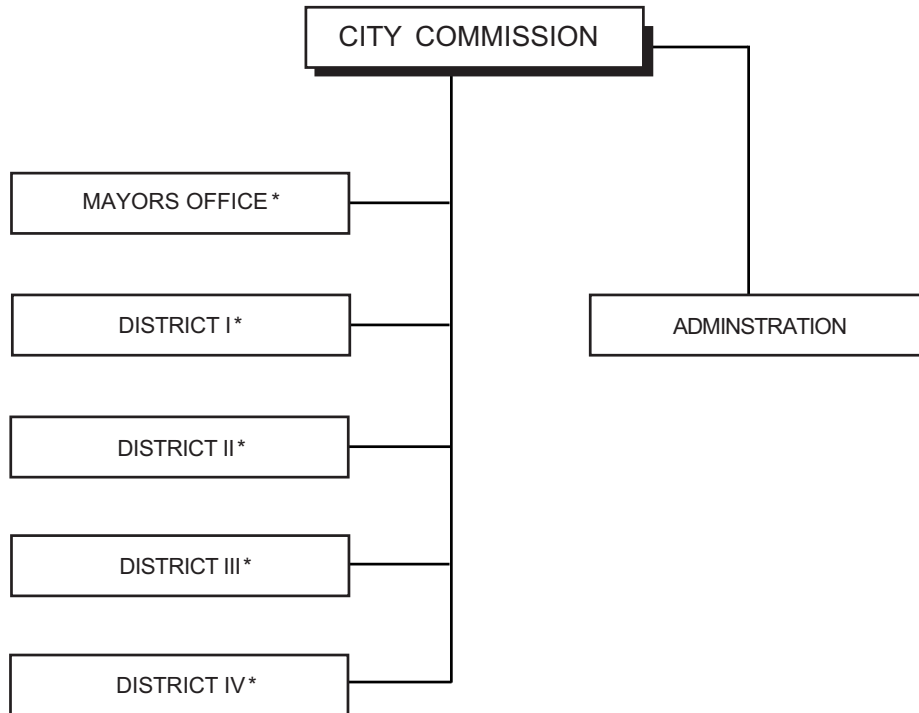 CITY COMMISSION
MAYORS OFFICE*
DISTRICT I*
ADMINSTRATION
DISTRICT II*
DISTRICT III*
DISTRICT IV*